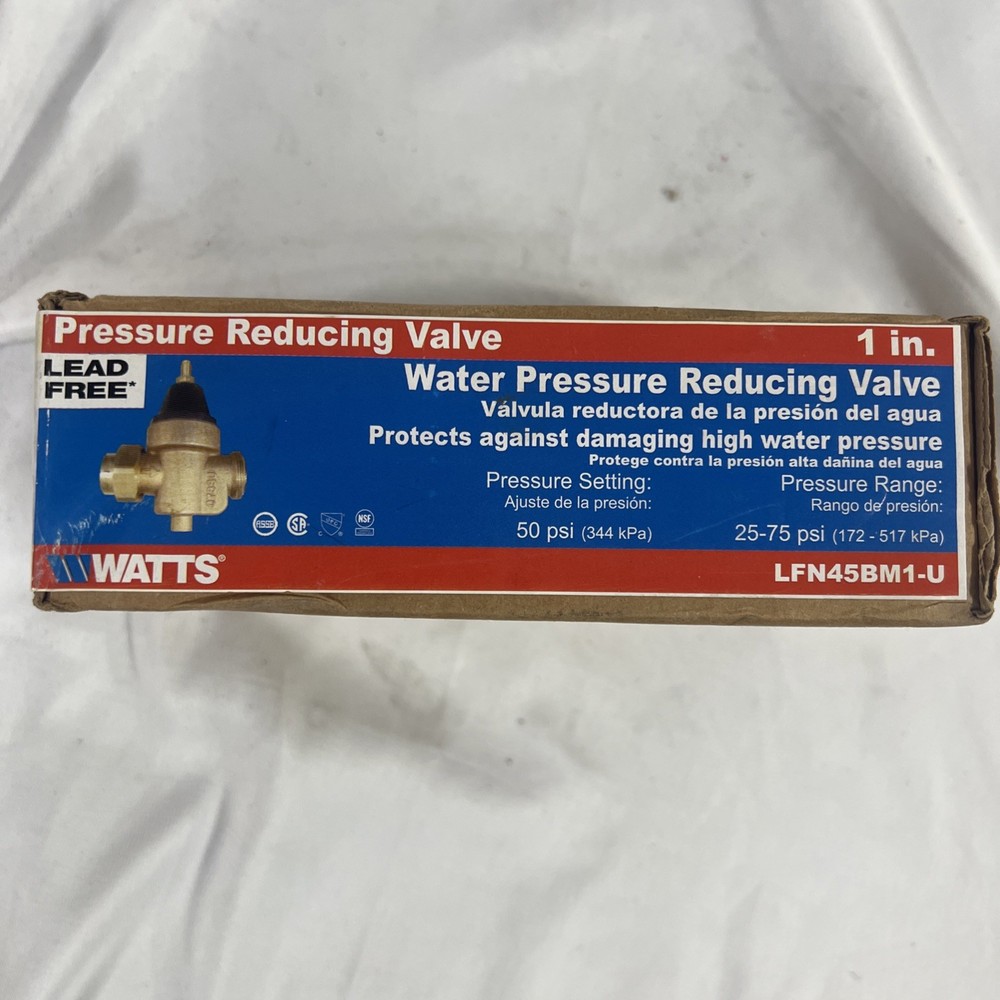 Pressure Reducing Valve 1 in.
LEAD
FREE*
Water Pressure Reducing Valve
Válvula reductora de la presión del agua
Protects against damaging high water pressure
Protege contra la presión alta dañina del agua
Pressure Setting: Pressure Range:
Ajuste de la presión: Rango de presión:
50 psi (344 kPa) 25-75 psi (172 - 517 kPa)
ASSE NSF
WATTS® LFN45BM1-U